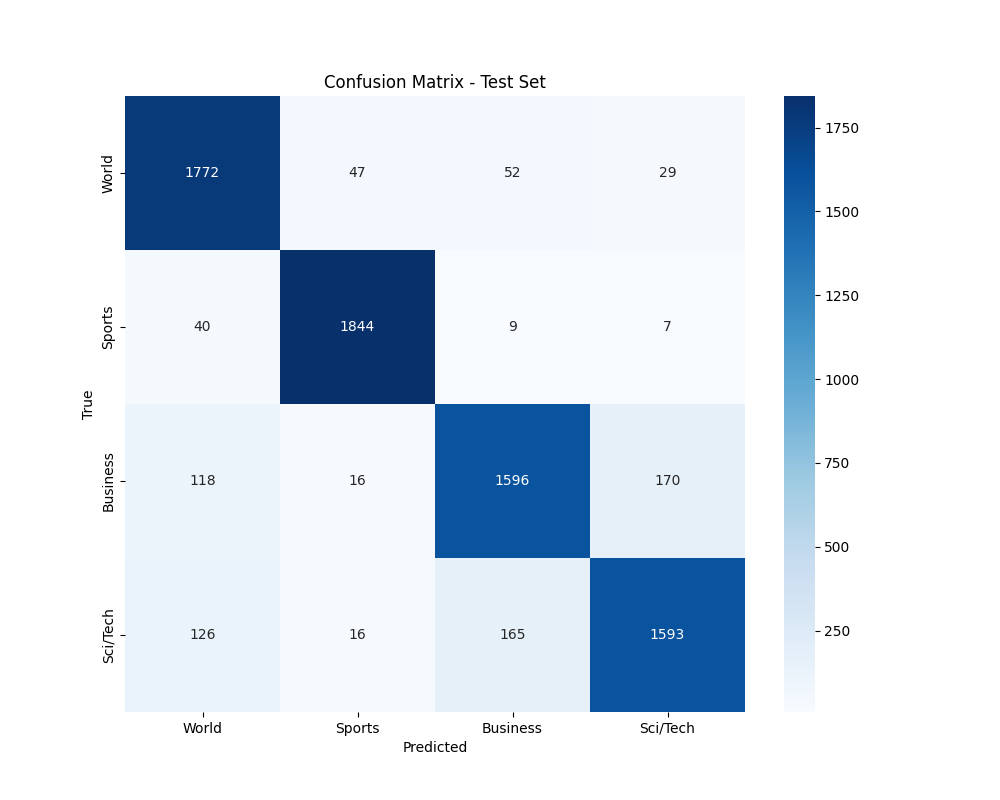 Confusion Matrix - Test Set
True
World
1772 47 52 29
Sports
40 1844 9 7
Business
118 16 1596 170
Sci/Tech
126 16 165 1593
World Sports Business Sci/Tech
Predicted
1750
1500
1250
1000
750
500
250